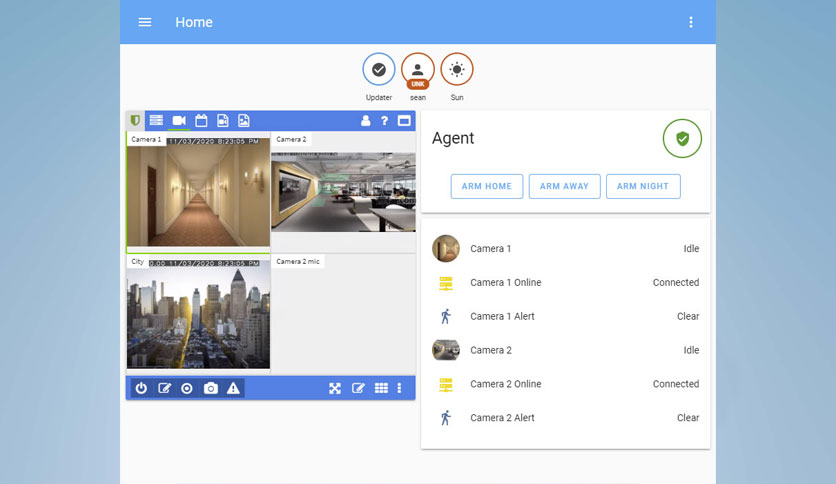 Home
UNK
Updater
sean
Sun
Camera 1
11/03/2020 8:23:05 PM
Camera 2
City
0.00 11/03/2020 8:23:05 PM
Camera 2 mic
?
Agent
ARM HOME
ARM AWAY
ARM NIGHT
Camera 1 Idle
Camera 1 Online Connected
Camera 1 Alert Clear
Camera 2 Idle
Camera 2 Online Connected
Camera 2 Alert Clear